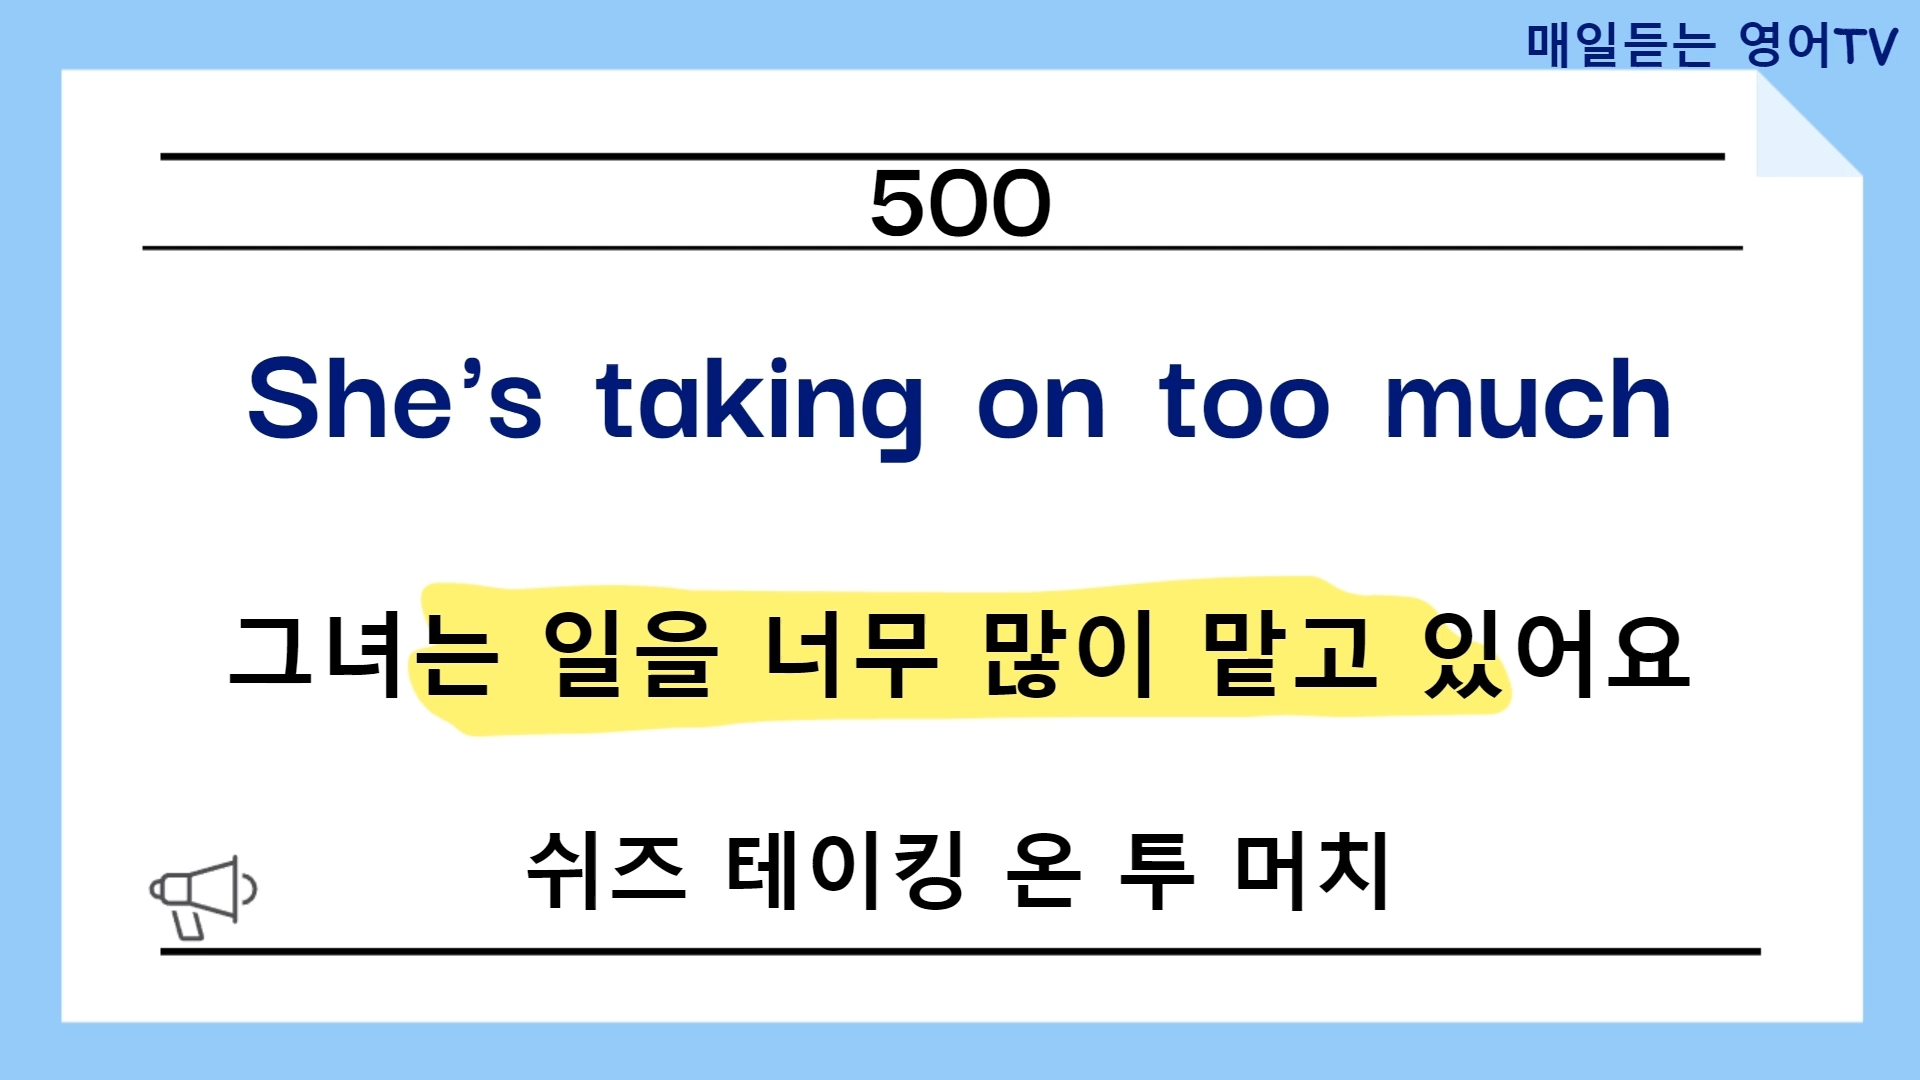 매일듣는 영어TV
500
She’s taking on too much
그녀는 일을 너무 많이 맡고 있어요
쉬즈 테이킹 온 투 머치